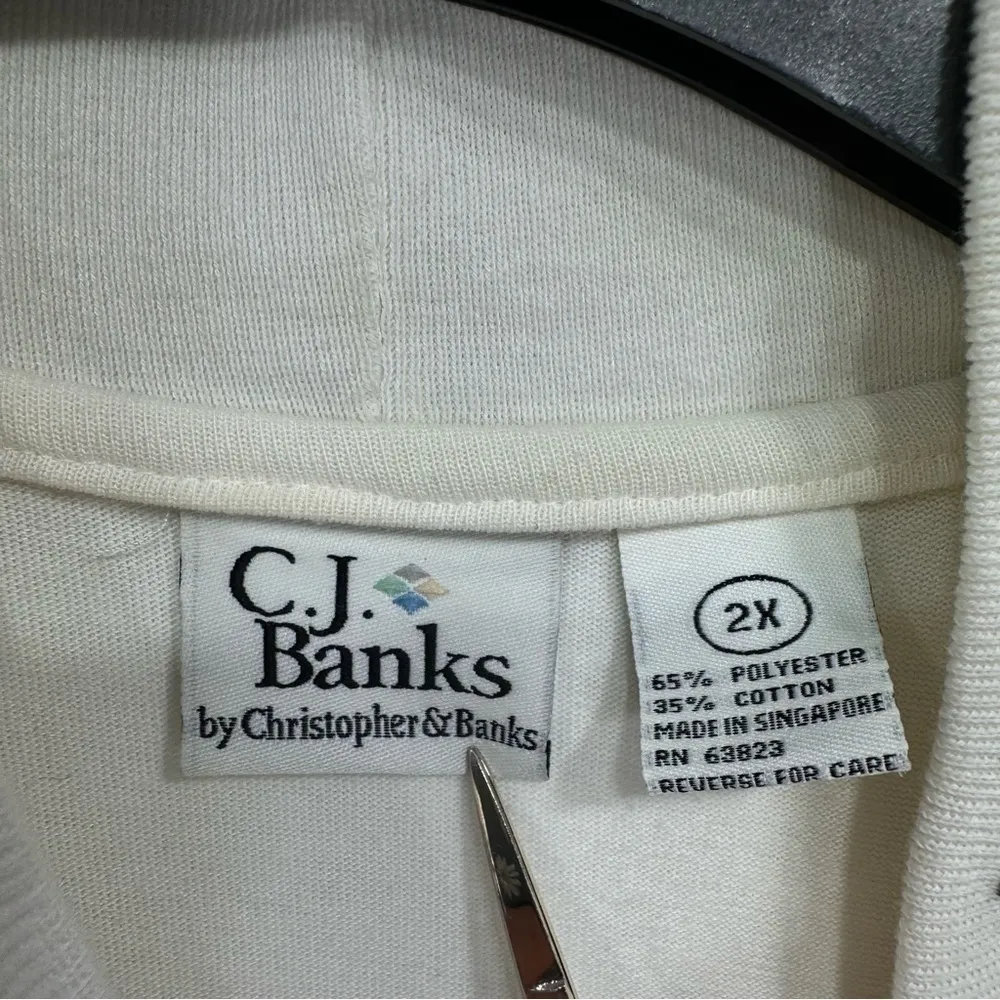 C.J.
Banks
by Christopher & Banks
2X
65% POLYESTER
35% COTTON
MADE IN SINGAPORE
RN 63823
REVERSE FOR CARE